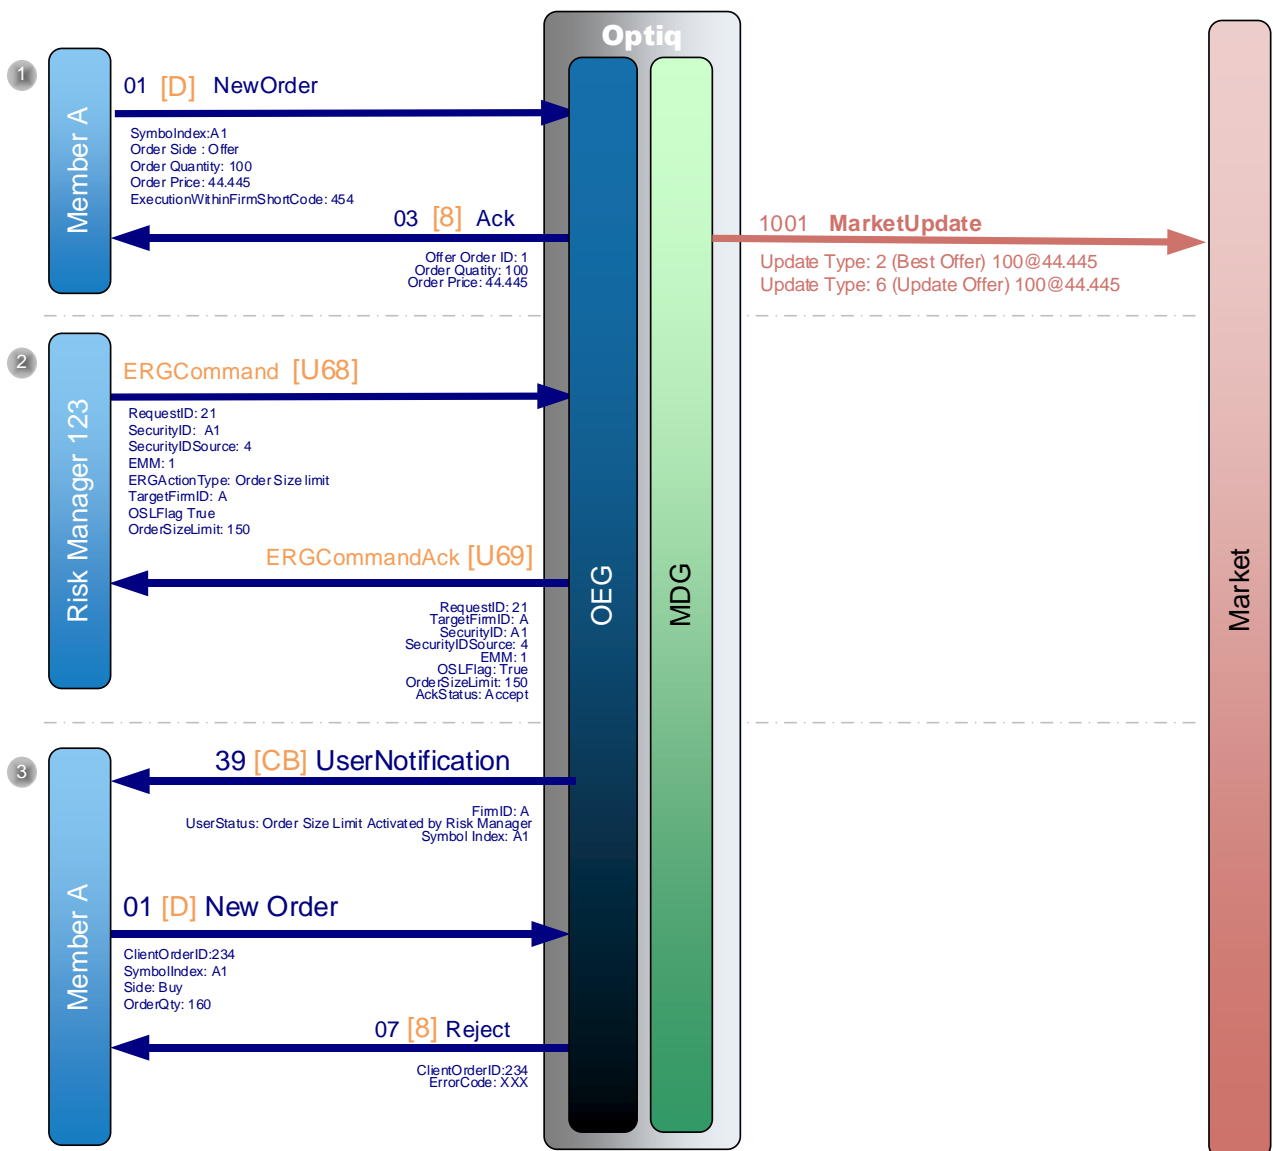 Optiq
1
Member A
01 [D] NewOrder
SymbolIndex:A1
Order Side : Offer
Order Quantity: 100
Order Price: 44.445
ExecutionWithinFirmShortCode: 454
03 [8] Ack
Offer Order ID: 1
Order Quatity: 100
Order Price: 44.445
1001 MarketUpdate
Update Type: 2 (Best Offer) 100@44.445
Update Type: 6 (Update Offer) 100@44.445
2
Risk Manager 123
ERGCommand [U68]
RequestID: 21
SecurityID: A1
SecurityIDSource: 4
EMM: 1
ERGActionType: Order Size limit
TargetFirmID: A
OSLFlag True
OrderSizeLimit: 150
ERGCommandAck [U69]
RequestID: 21
TargetFirmID: A
SecurityID: A1
SecurityIDSource: 4
EMM: 1
OSLFlag: True
OrderSizeLimit: 150
AckStatus: Accept
OEG
MDG
Market
3
Member A
39 [CB] UserNotification
FirmID: A
UserStatus: Order Size Limit Activated by Risk Manager
Symbol Index: A1
01 [D] New Order
ClientOrderID:234
SymbolIndex: A1
Side: Buy
OrderQty: 160
07 [8] Reject
ClientOrderID:234
ErrorCode: XXX